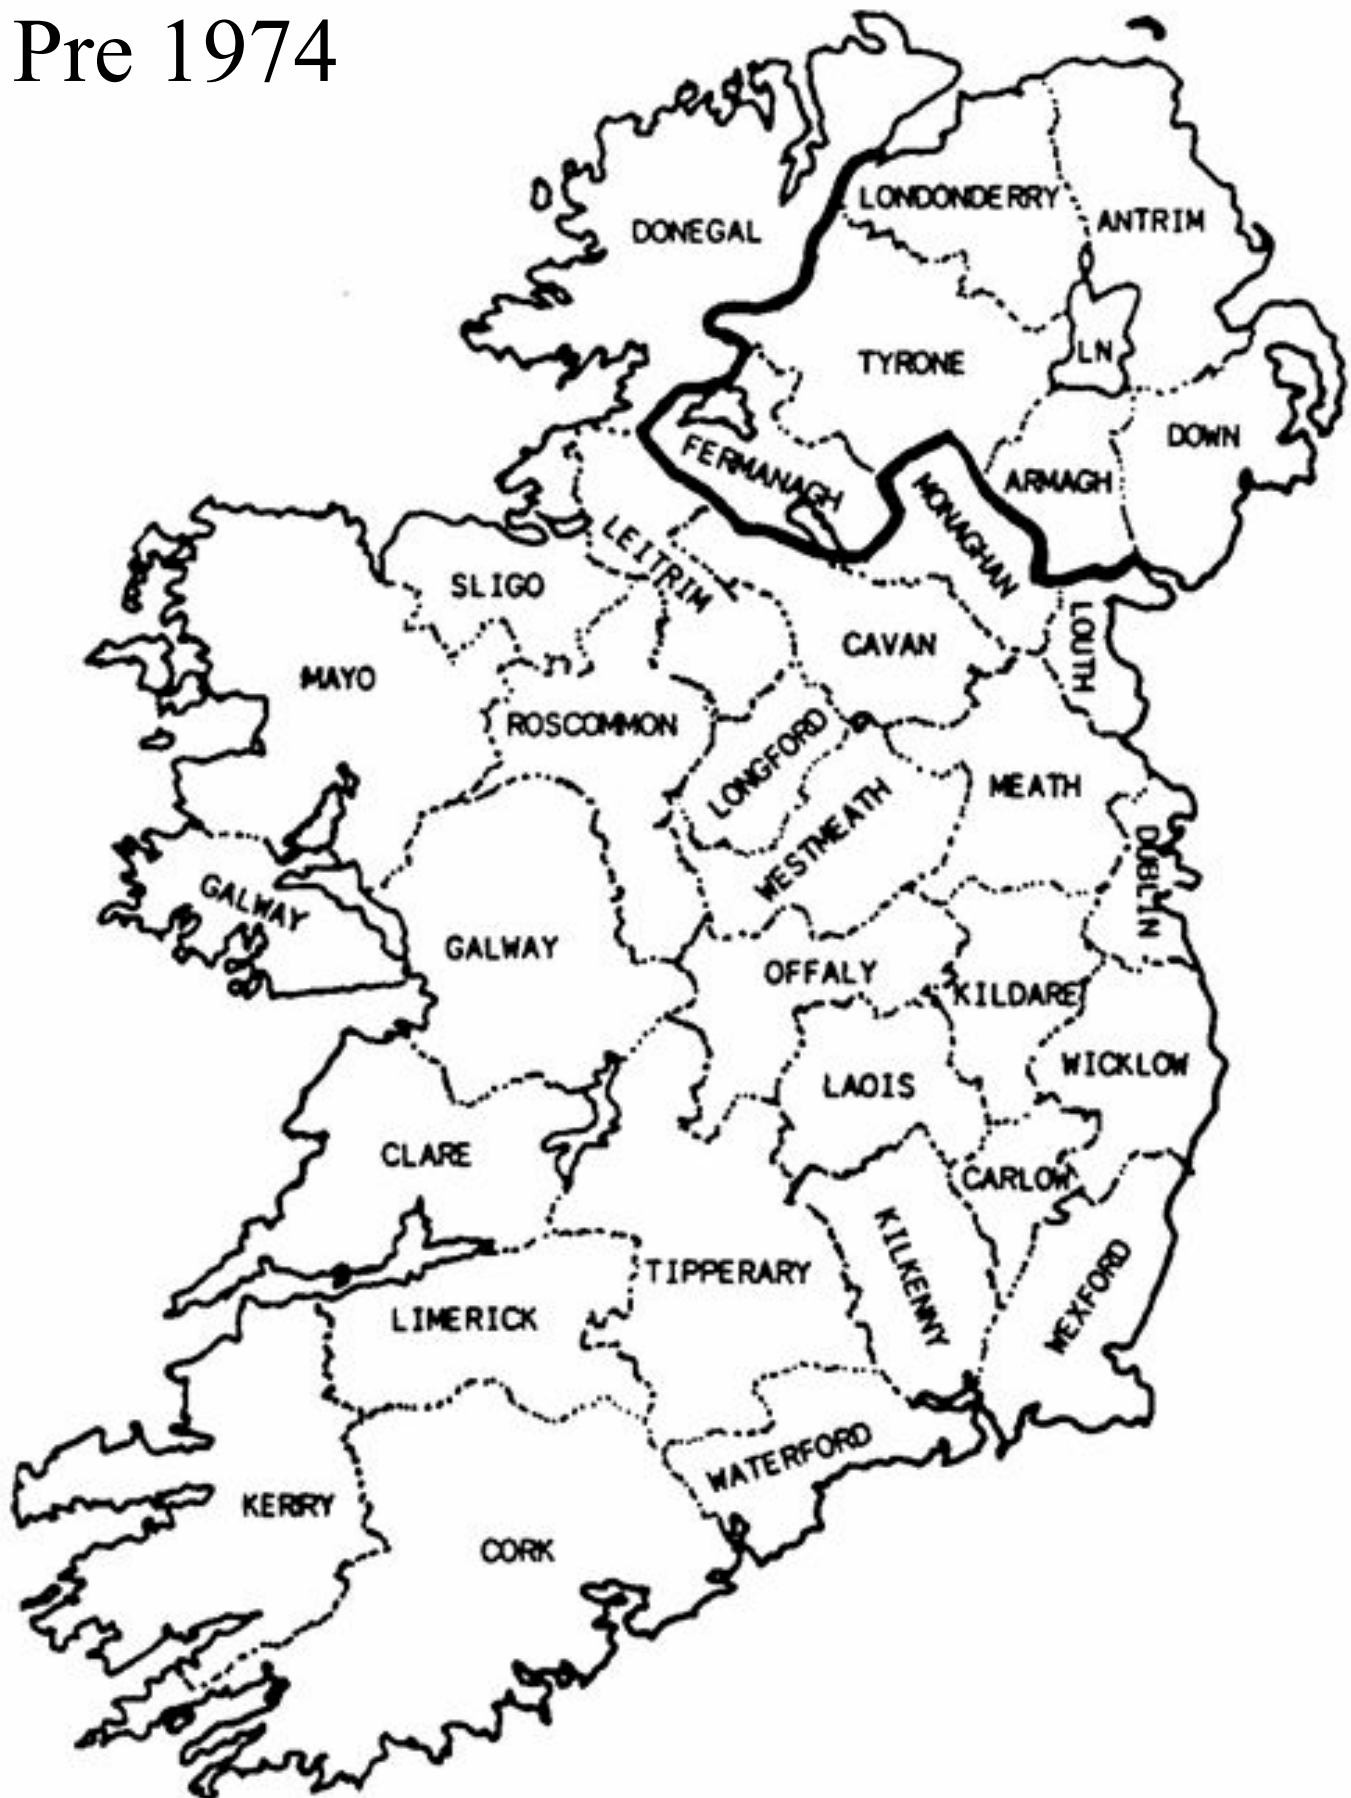 Pre 1974
LONDONDERRY
ANTRIM
DONEGAL
TYRONE
LN
DOWN
FERMANAGH
ARMAGH
MONAGHAN
LEITRIM
SLIGO
LOUTH
CAVAN
MAYO
ROSCOMMON
LONGFORD
MEATH
WESTMEATH
DUBLIN
GALWAY
GALWAY
OFFALY
KILDARE
WICKLOW
LAOIS
CLARE
CARLOW
KILKENNY
TIPPERARY
WEXFORD
LIMERICK
WATERFORD
KERRY
CORK